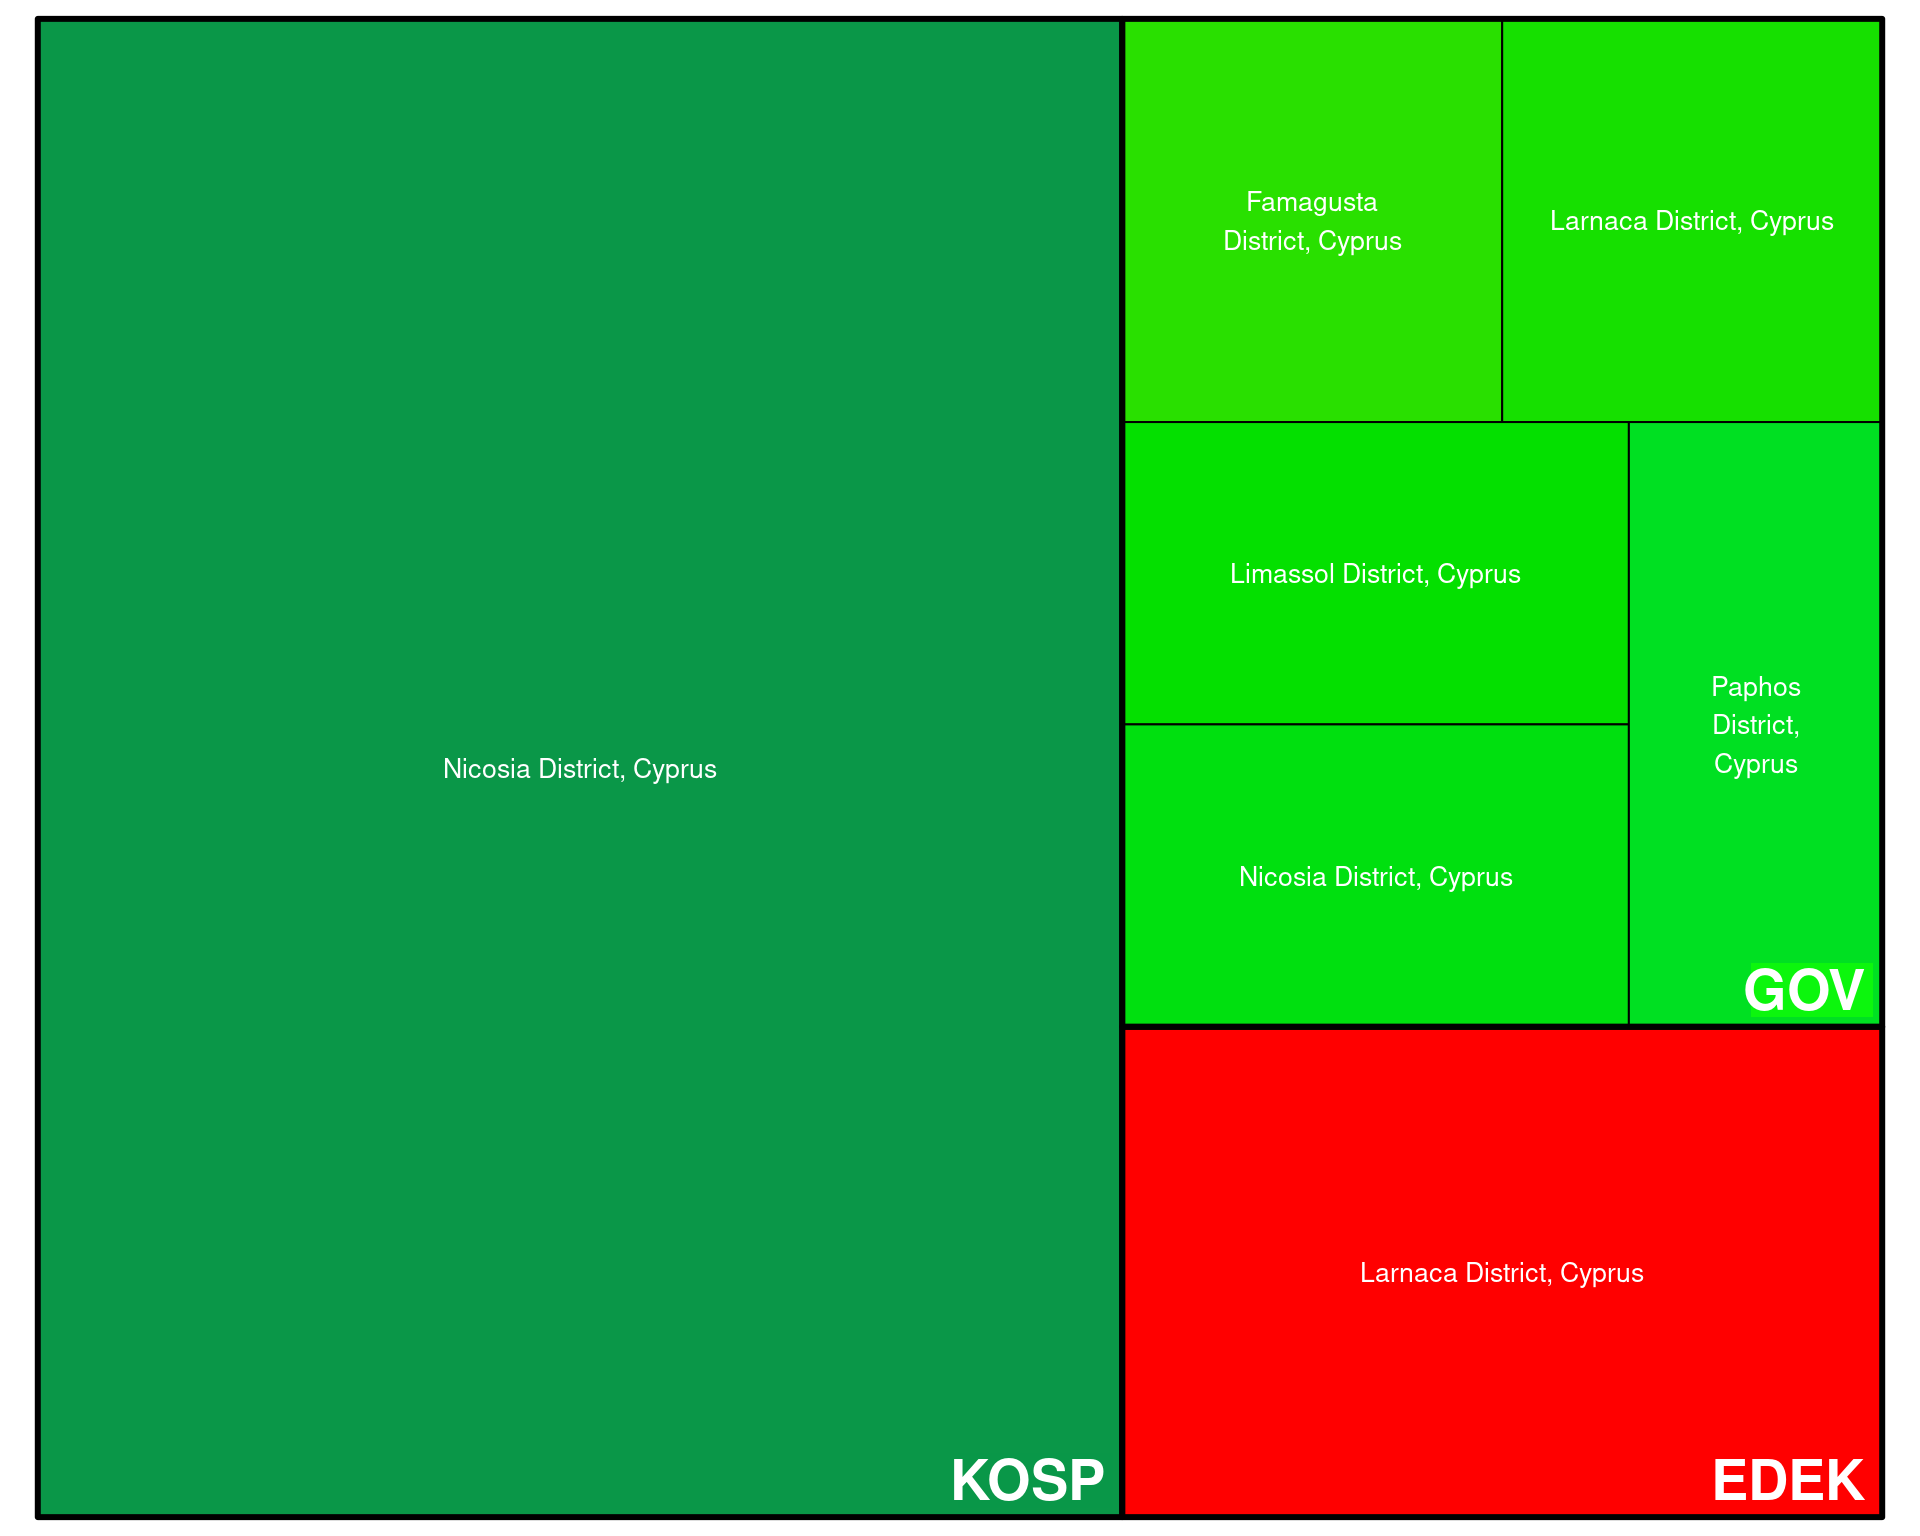 Nicosia District, Cyprus
KOSP
Famagusta
District, Cyprus
Larnaca District, Cyprus
Limassol District, Cyprus
Paphos
District,
Cyprus
Nicosia District, Cyprus
GOV
Larnaca District, Cyprus
EDEK